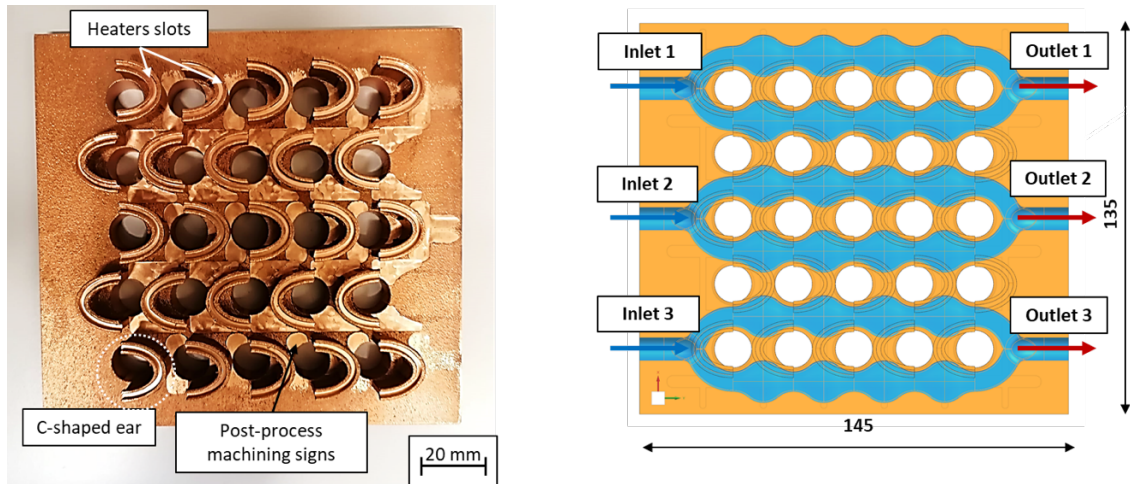 Heaters slots
C-shaped ear
Post-process
machining signs
20 mm
Inlet 1
Outlet 1
Inlet 2
Outlet 2
Inlet 3
Outlet 3
135
145